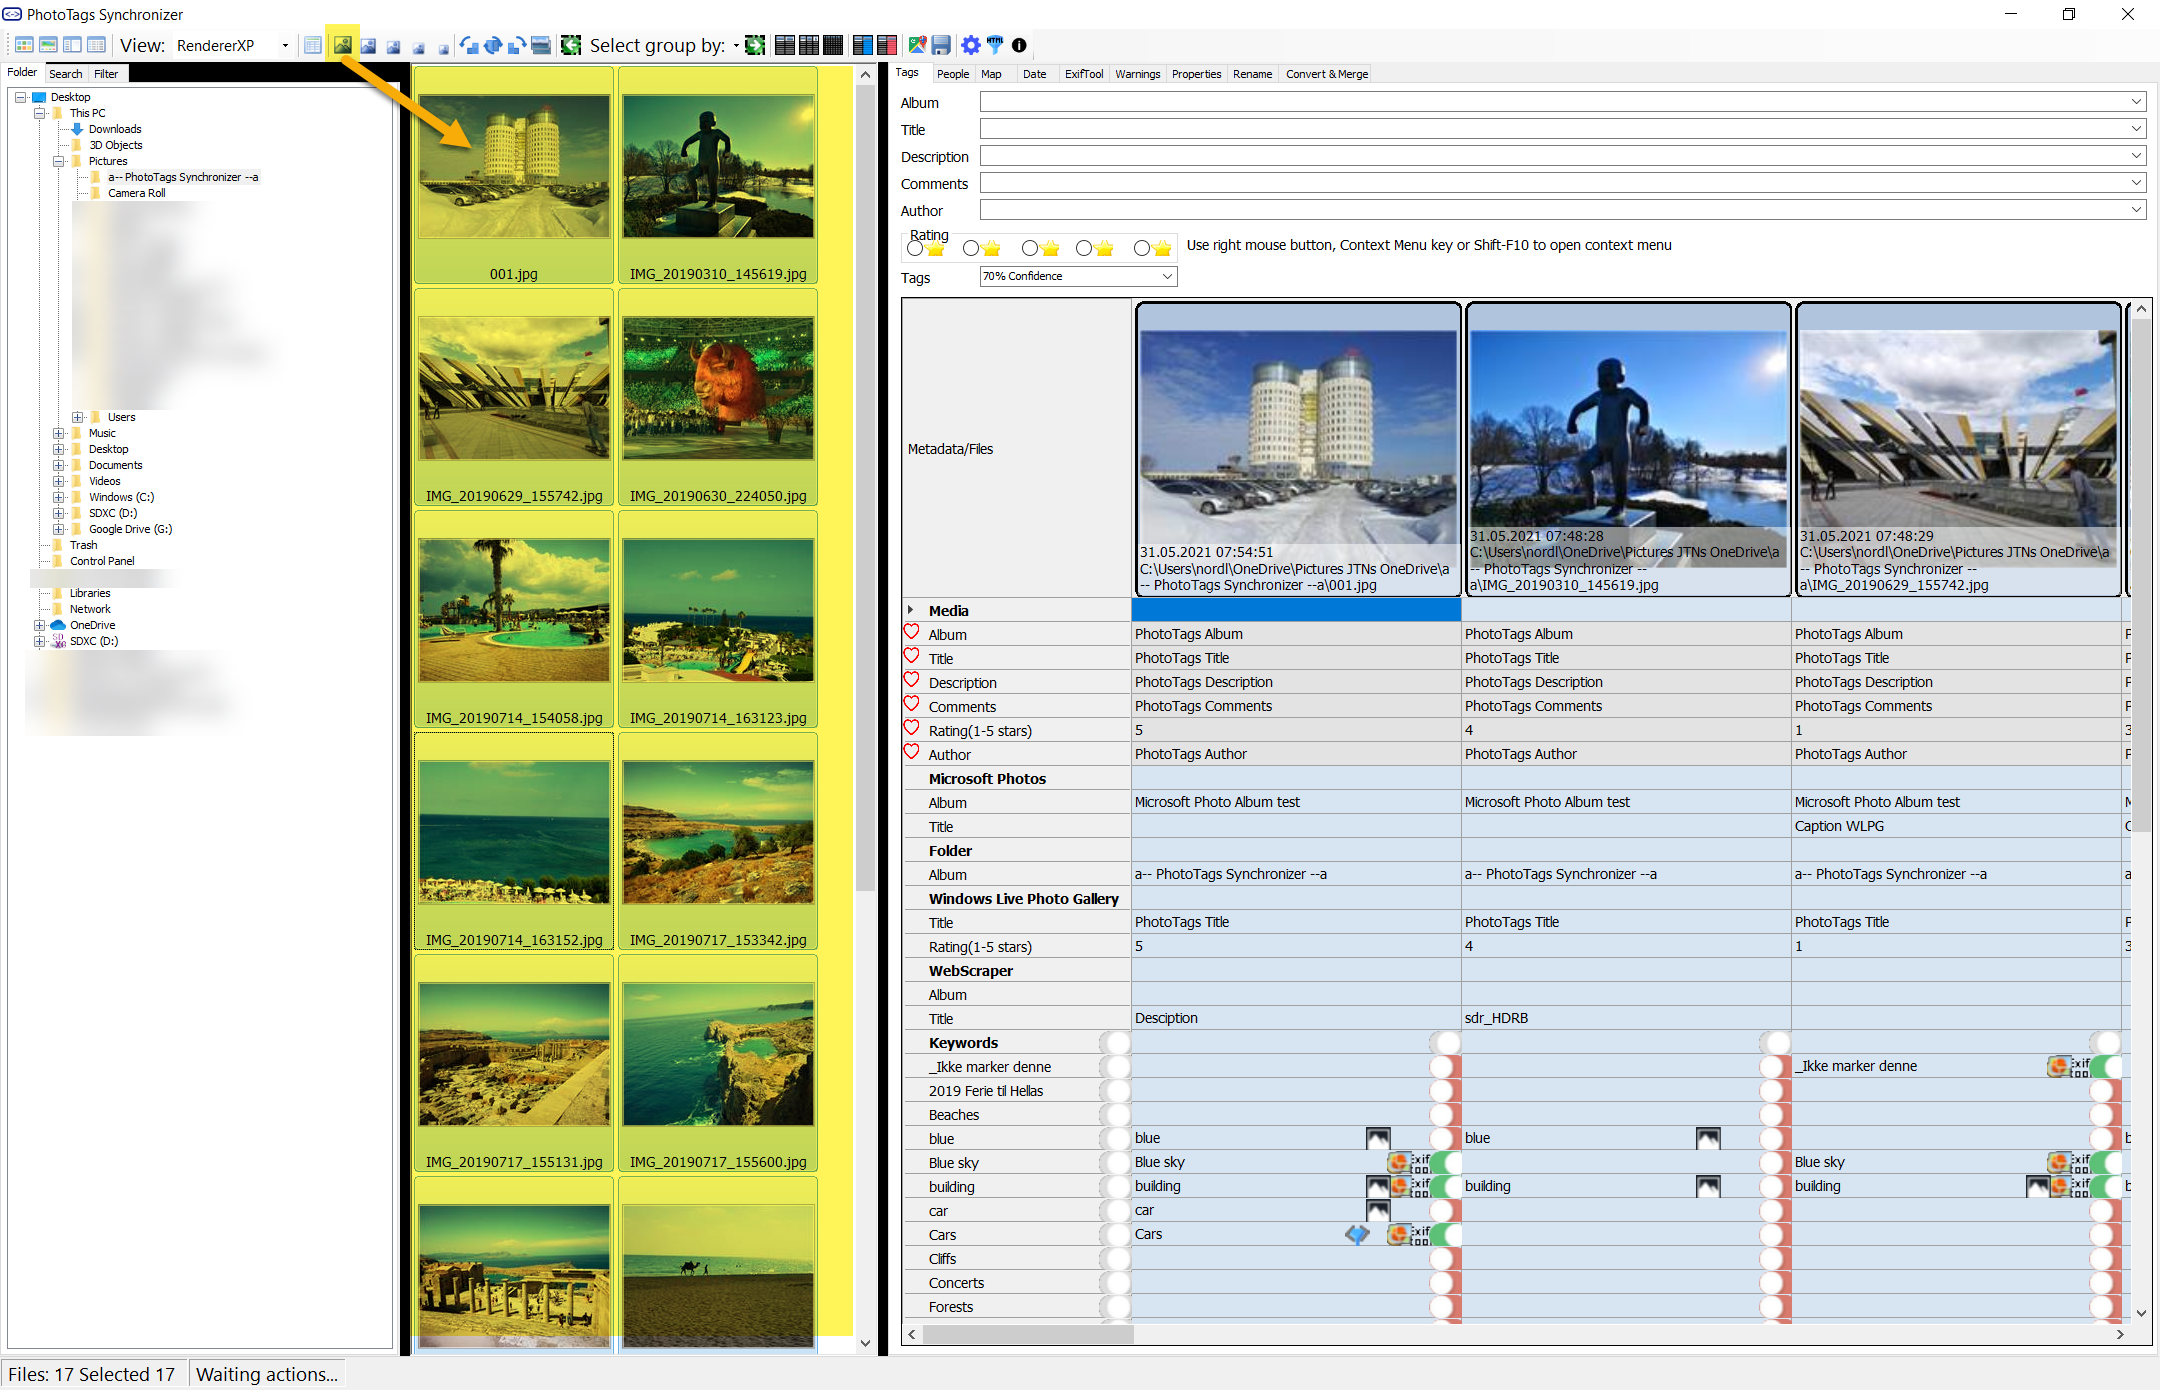 PhotoTags Synchronizer
View: RendererXP
Select group by:
Folder Search Filter
Desktop
This PC
Downloads
3D Objects
Pictures
a-- PhotoTags Synchronizer --a
Camera Roll
Users
Music
Desktop
Documents
Videos
Windows (C:)
SDXC (D:)
Google Drive (G:)
Trash
Control Panel
Libraries
Network
OneDrive
SDXC (D:)
001.jpg
IMG_20190310_145619.jpg
IMG_20190629_155742.jpg
IMG_20190630_224050.jpg
IMG_20190714_154058.jpg
IMG_20190714_163123.jpg
IMG_20190714_163152.jpg
IMG_20190717_153342.jpg
IMG_20190717_155131.jpg
IMG_20190717_155600.jpg
Tags People Map Date ExifTool Warnings Properties Rename Convert & Merge
Album
Title
Description
Comments
Author
Rating
Use right mouse button, Context Menu key or Shift-F10 to open context menu
Tags 70% Confidence
Metadata/Files
31.05.2021 07:54:51
C:\Users\nordl\OneDrive\Pictures JTNs OneDrive\a
-- PhotoTags Synchronizer --a\001.jpg
31.05.2021 07:48:28
C:\Users\nordl\OneDrive\Pictures JTNs OneDrive\a
-- PhotoTags Synchronizer --
a\IMG_20190310_145619.jpg
31.05.2021 07:48:29
C:\Users\nordl\OneDrive\Pictures JTNs OneDrive\a
-- PhotoTags Synchronizer --
a\IMG_20190629_155742.jpg
Media
Album PhotoTags Album PhotoTags Album PhotoTags Album
Title PhotoTags Title PhotoTags Title PhotoTags Title
Description PhotoTags Description PhotoTags Description PhotoTags Description
Comments PhotoTags Comments PhotoTags Comments PhotoTags Comments
Rating(1-5 stars) 5 4 1 3
Author PhotoTags Author PhotoTags Author PhotoTags Author
Microsoft Photos
Album Microsoft Photo Album test Microsoft Photo Album test Microsoft Photo Album test
Title Caption WLPG
Folder
Album a-- PhotoTags Synchronizer --a a-- PhotoTags Synchronizer --a a-- PhotoTags Synchronizer --a
Windows Live Photo Gallery
Title PhotoTags Title PhotoTags Title PhotoTags Title
Rating(1-5 stars) 5 4 1 3
WebScraper
Album
Title Desciption sdr_HDRB
Keywords
_Ikke marker denne _Ikke marker denne
2019 Ferie til Hellas
Beaches
blue blue blue
Blue sky Blue sky Blue sky
building building building building
car car
Cars Cars
Cliffs
Concerts
Forests
Files: 17 Selected 17 Waiting actions...